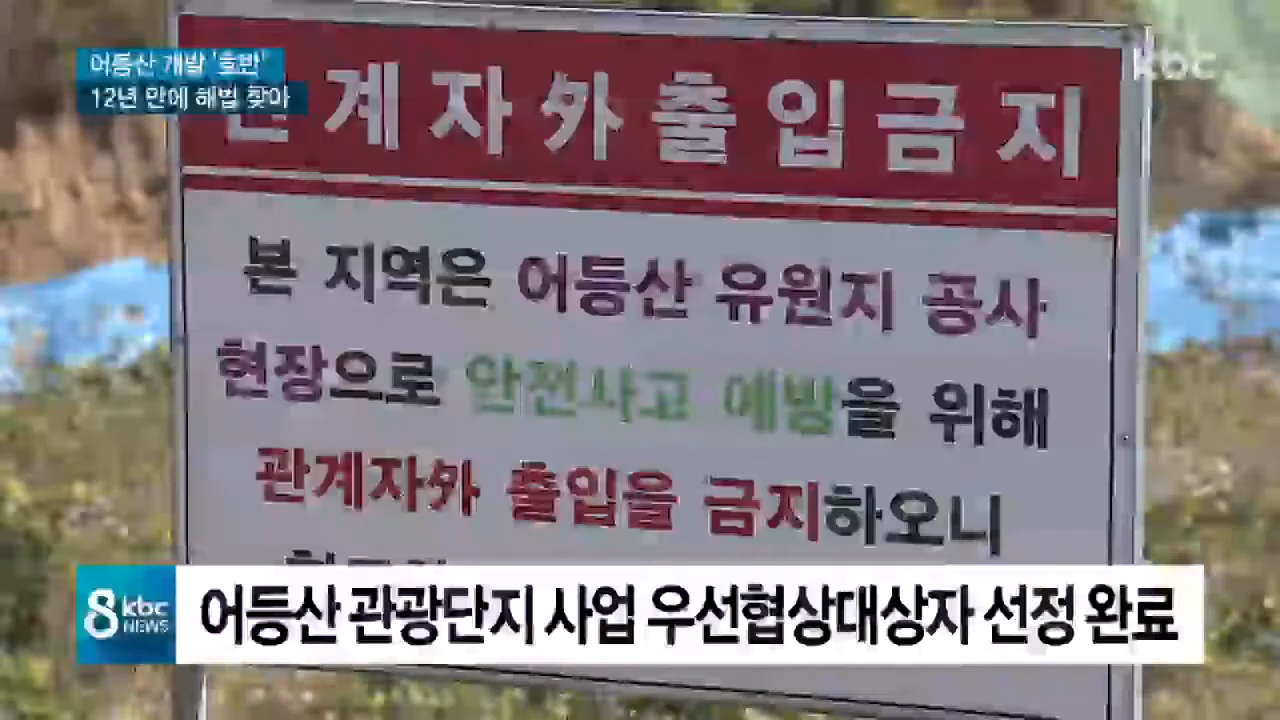 어등산 개발 '호반'
12년 만에 해법 찾아
kbc
관계자外출입금지
본 지역은 어등산 유원지 공사
현장으로 안전사고 예방을 위해
관계자外 출입을 금지하오니
8 kbc NEWS
어등산 관광단지 사업 우선협상대상자 선정 완료